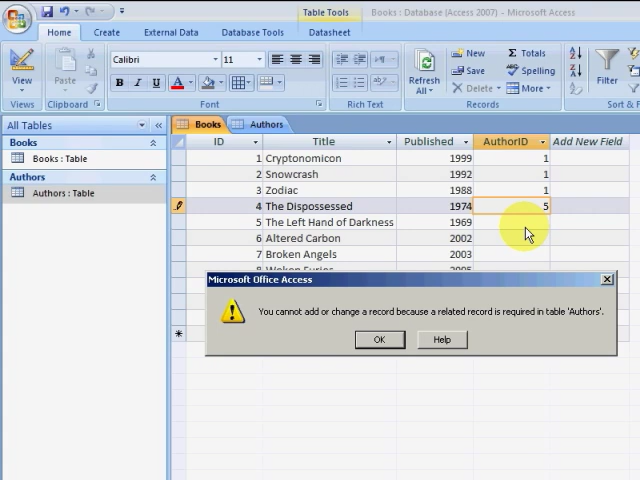 Table Tools
Books : Database (Access 2007) - Microsoft Access
Home
Create
External Data
Database Tools
Datasheet
View
Paste
Calibri
11
B I U A
Refresh All
New
Save
Delete
Totals
Spelling
More
Filter
Views
Clipboard
Font
Rich Text
Records
Sort & F
All Tables
Books
Books : Table
Authors
Authors : Table
Books
Authors
ID Title Published AuthorID Add New Field
1 Cryptonomicon 1999 1
2 Snowcrash 1992 1
3 Zodiac 1988 1
4 The Dispossessed 1974 5
5 The Left Hand of Darkness 1969
6 Altered Carbon 2002
7 Broken Angels 2003
Microsoft Office Access
You cannot add or change a record because a related record is required in table 'Authors'.
OK
Help